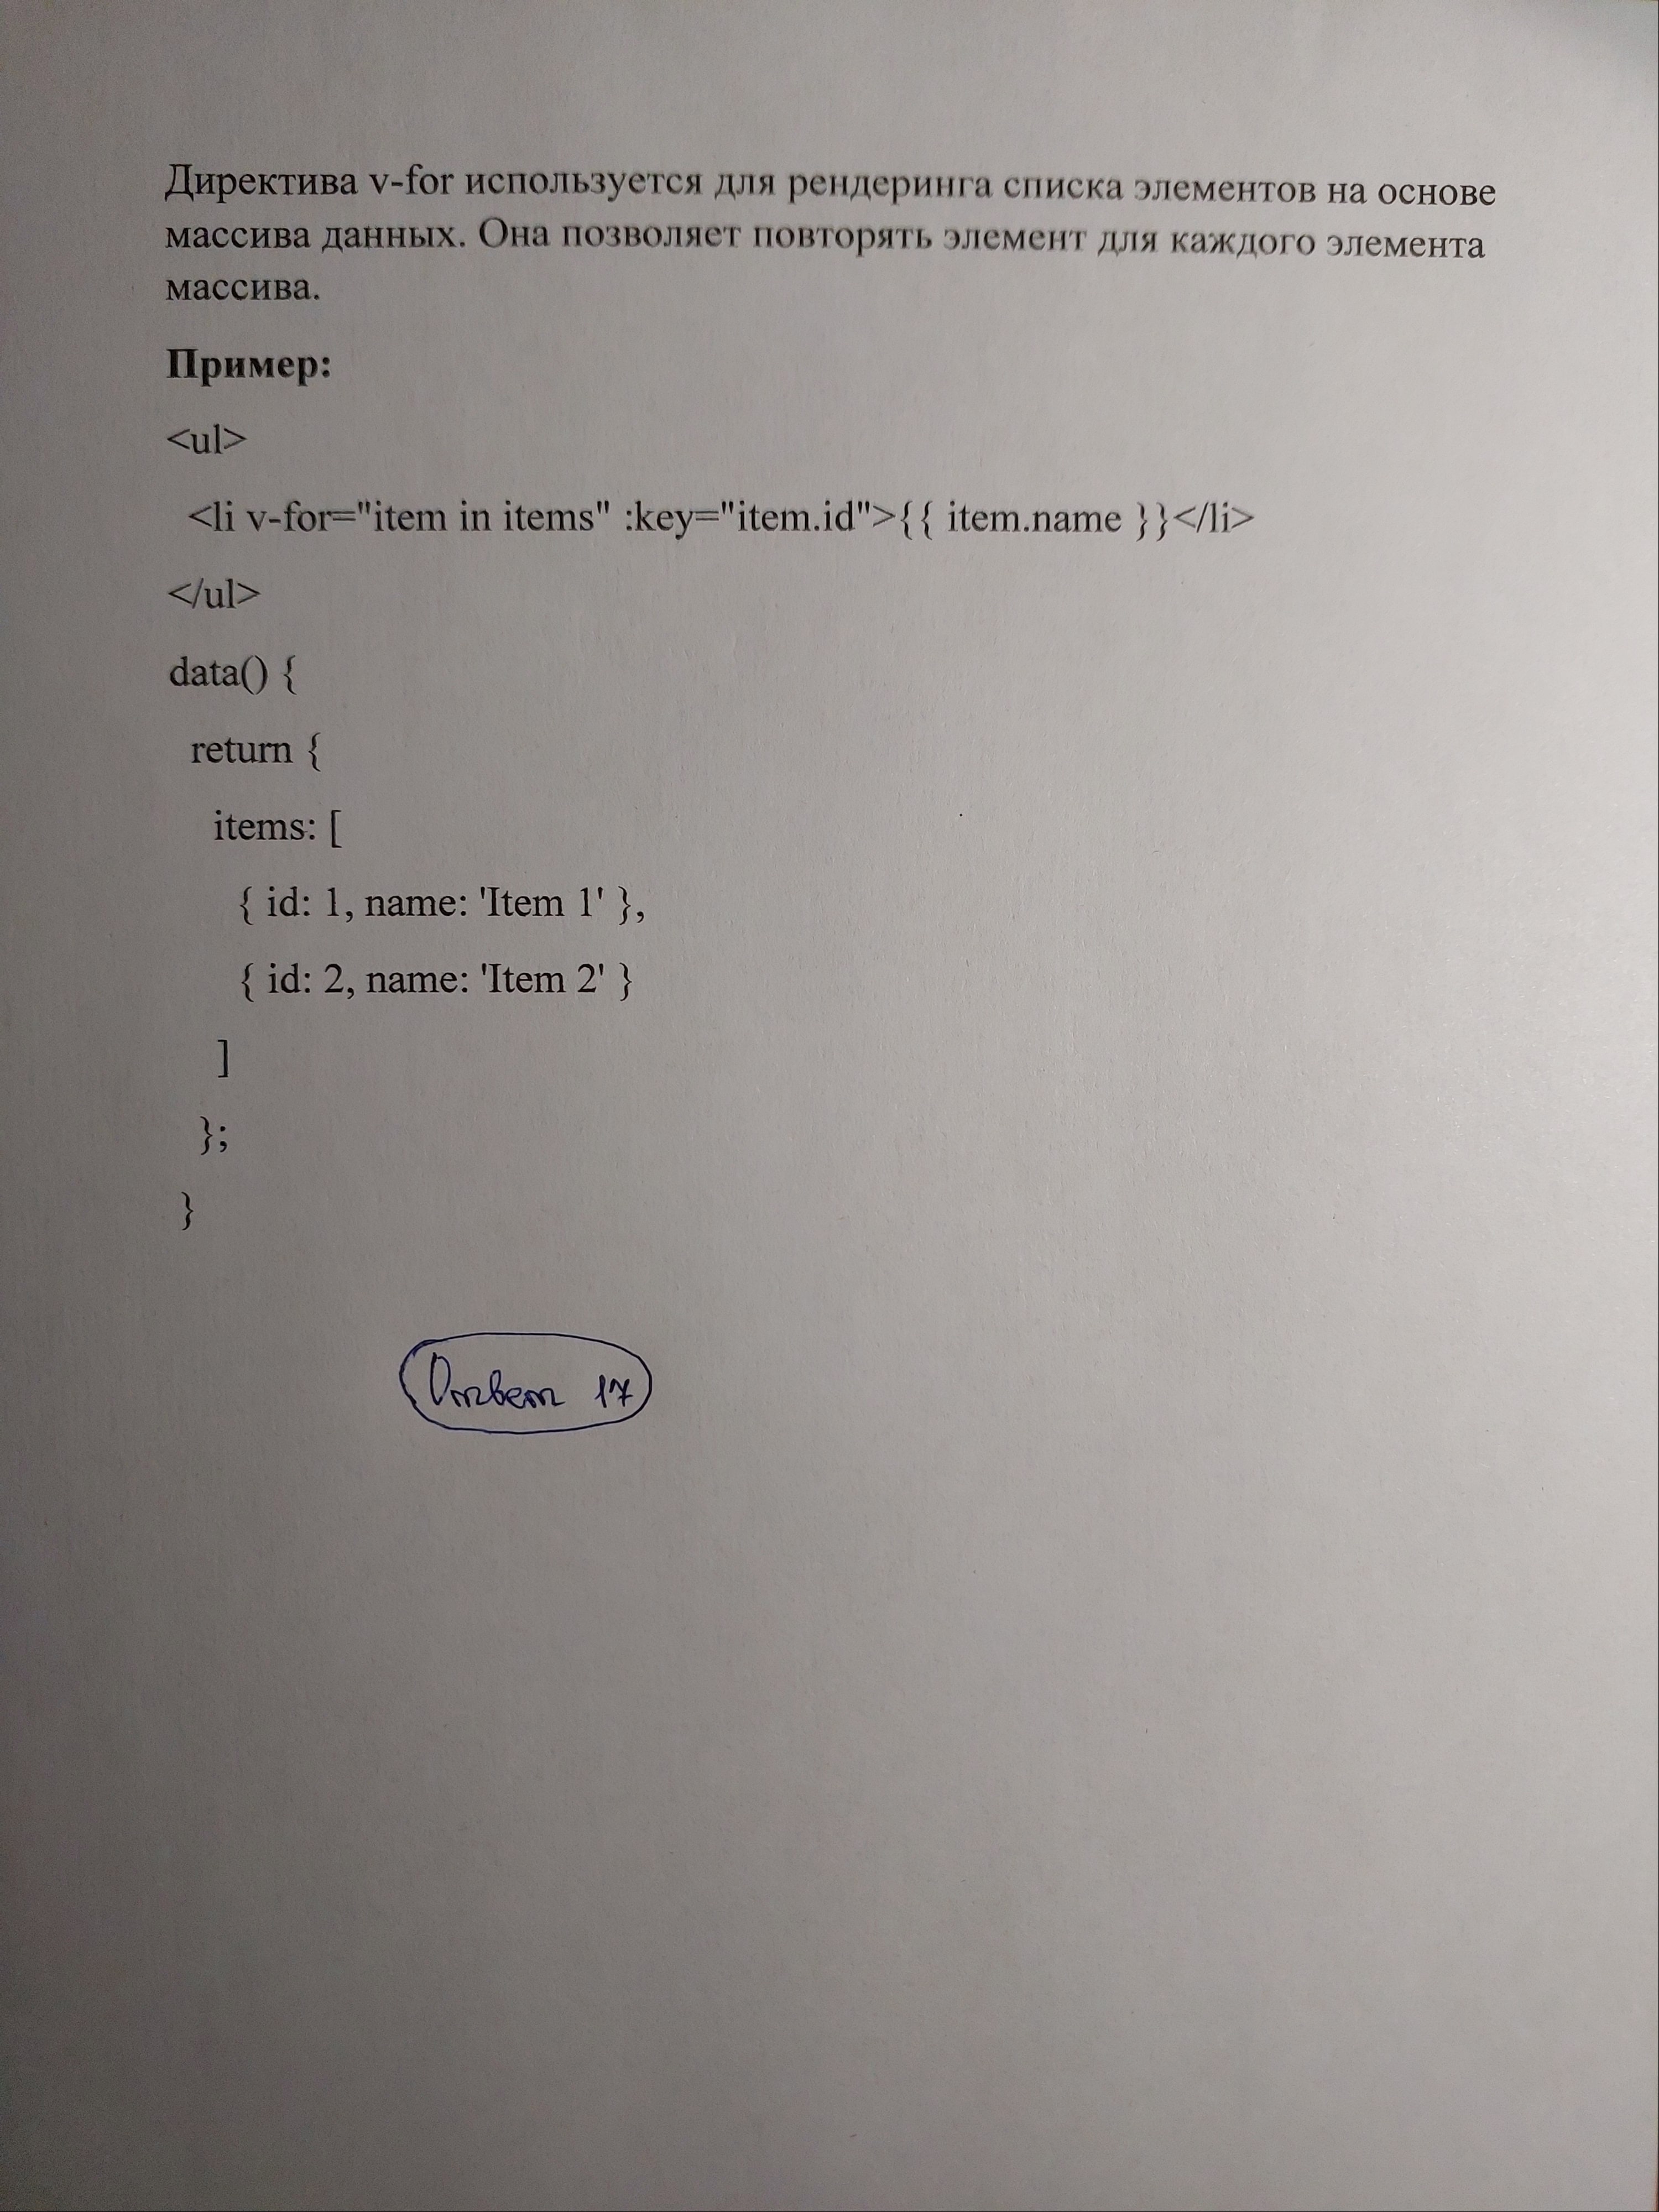 Директива v-for используется для рендеринга списка элементов на основе
массива данных. Она позволяет повторять элемент для каждого элемента
массива.
Пример:
<ul>
  <li v-for="item in items" :key="item.id">{{ item.name }}</li>
</ul>
data() {
  return {
    items: [
      { id: 1, name: 'Item 1' },
      { id: 2, name: 'Item 2' }
    ]
  };
}
Ответ 17